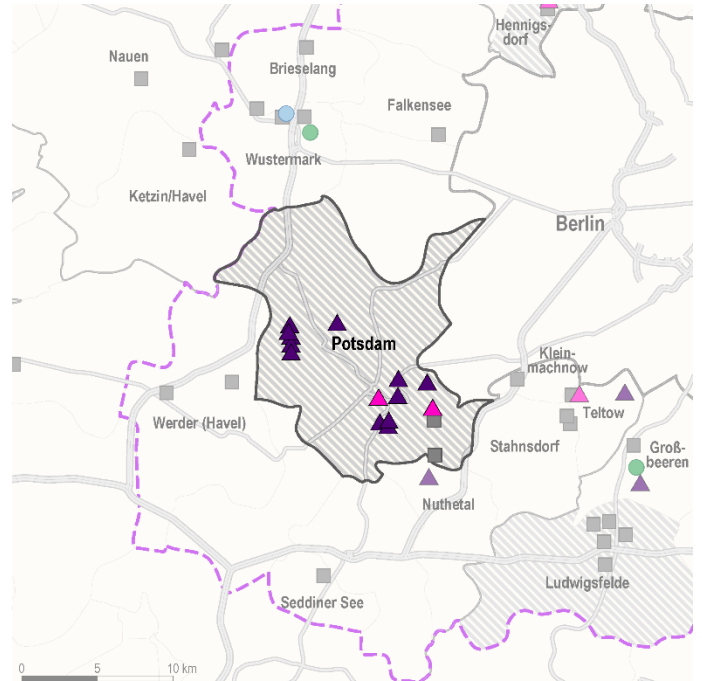 Hennigs-
dorf
Nauen
Brieselang
Falkensee
Wustermark
Ketzin/Havel
Berlin
Potsdam
Klein-
machnow
Teltow
Werder (Havel)
Stahnsdorf
Groß-
beeren
Nuthetal
Ludwigsfelde
Seddiner See
0 5 10 km